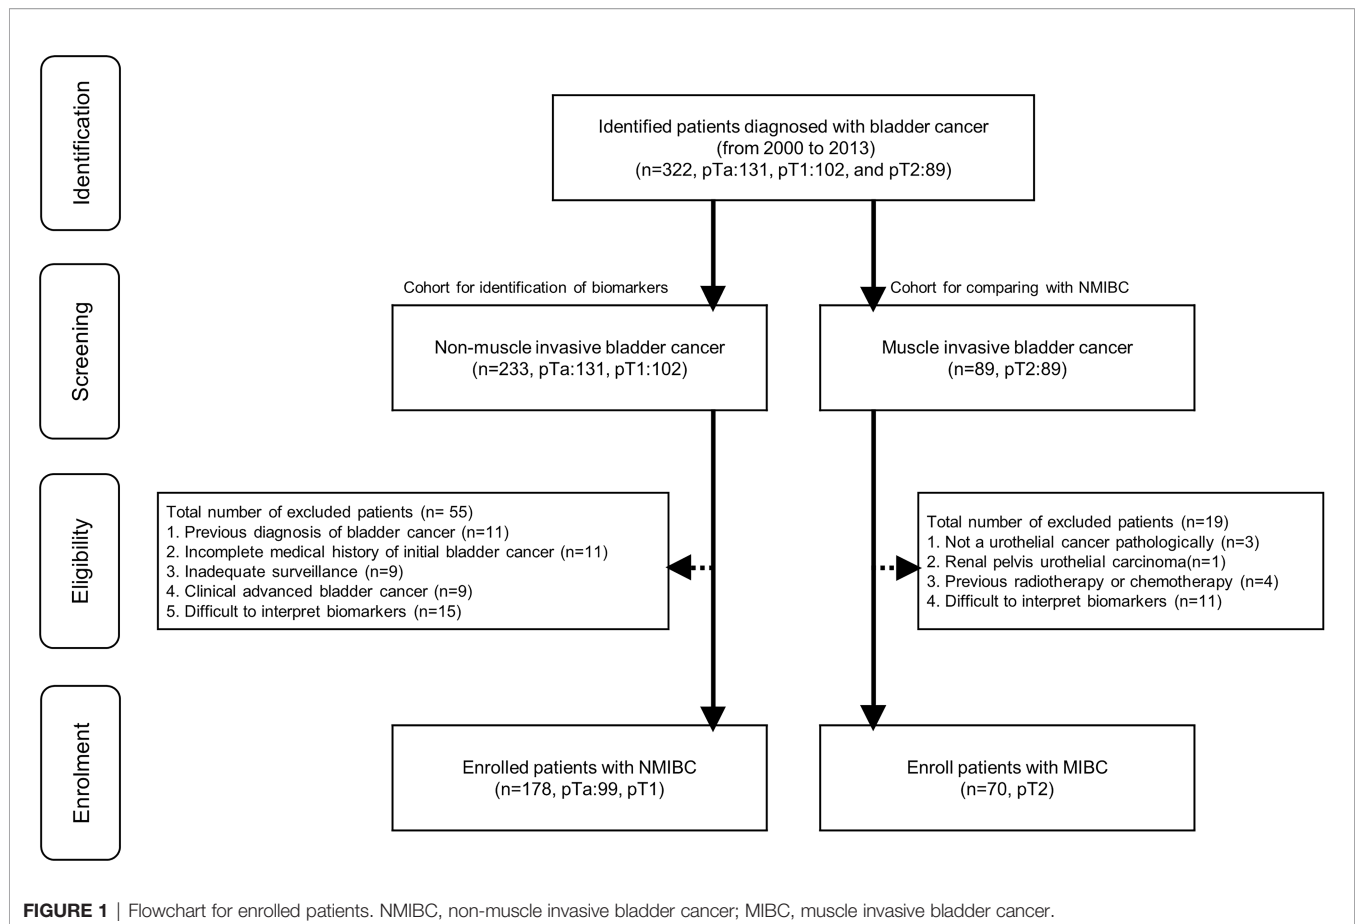 Identification
Identified patients diagnosed with bladder cancer
(from 2000 to 2013)
(n=322, pTa:131, pT1:102, and pT2:89)
Screening
Cohort for identification of biomarkers
Cohort for comparing with NMIBC
Non-muscle invasive bladder cancer
(n=233, pTa:131, pT1:102)
Muscle invasive bladder cancer
(n=89, pT2:89)
Eligibility
Total number of excluded patients (n= 55)
1. Previous diagnosis of bladder cancer (n=11)
2. Incomplete medical history of initial bladder cancer (n=11)
3. Inadequate surveillance (n=9)
4. Clinical advanced bladder cancer (n=9)
5. Difficult to interpret biomarkers (n=15)
Total number of excluded patients (n=19)
1. Not a urothelial cancer pathologically (n=3)
2. Renal pelvis urothelial carcinoma(n=1)
3. Previous radiotherapy or chemotherapy (n=4)
4. Difficult to interpret biomarkers (n=11)
Enrolment
Enrolled patients with NMIBC
(n=178, pTa:99, pT1)
Enroll patients with MIBC
(n=70, pT2)
FIGURE 1 | Flowchart for enrolled patients. NMIBC, non-muscle invasive bladder cancer; MIBC, muscle invasive bladder cancer.